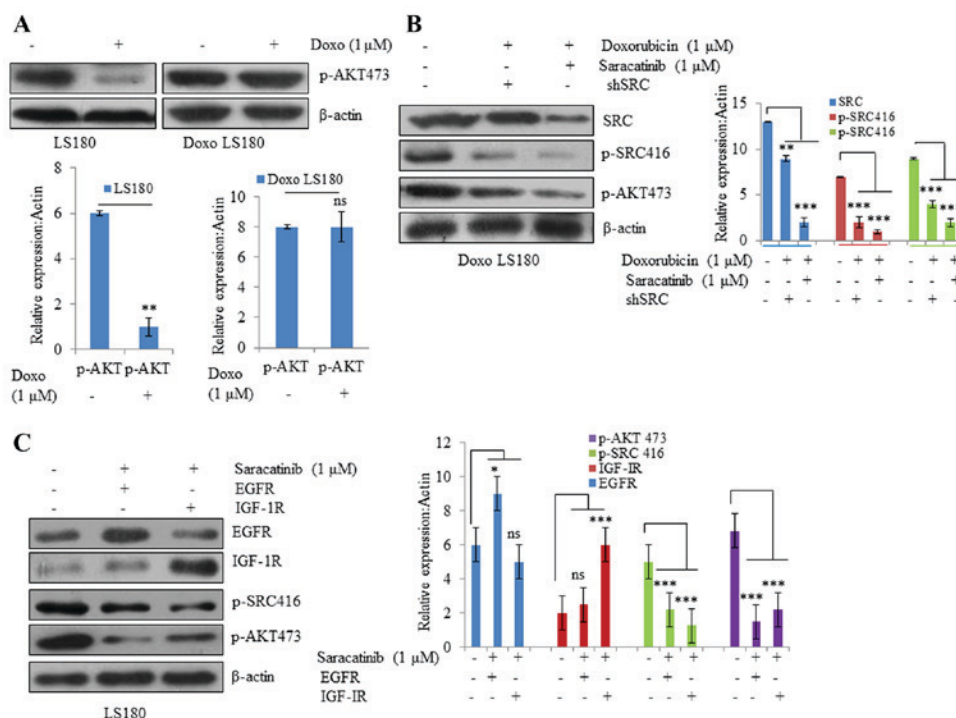 A
- + - + Doxo (1 µM)
p-AKT473
β-actin
LS180 Doxo LS180
Relative expression:Actin
8
6
4
2
0
LS180
**
p-AKT p-AKT
Doxo (1 µM) - +
Relative expression:Actin
10
8
6
4
2
0
Doxo LS180
ns
p-AKT p-AKT
Doxo (1 µM) - +
B
- + + Doxorubicin (1 µM)
- - + Saracatinib (1 µM)
- + - shSRC
SRC
p-SRC416
p-AKT473
β-actin
Doxo LS180
Relative expression:Actin
15
10
5
0
SRC
p-SRC416
p-SRC416
** *** *** *** *** ***
Doxorubicin (1 µM) - + + - + + - + +
Saracatinib (1 µM) - - + - - + - - +
shSRC - + - - + - - + -
C
- + + Saracatinib (1 µM)
- + - EGFR
- - + IGF-1R
EGFR
IGF-1R
p-SRC416
p-AKT473
β-actin
LS180
Relative expression:Actin
12
10
8
6
4
2
0
p-AKT 473
p-SRC 416
IGF-IR
EGFR
* ns ns *** *** *** *** ***
Saracatinib (1 µM) - + + - + + - + + - + +
EGFR - + - - + - - + - - + -
IGF-IR - - + - - + - - + - - +